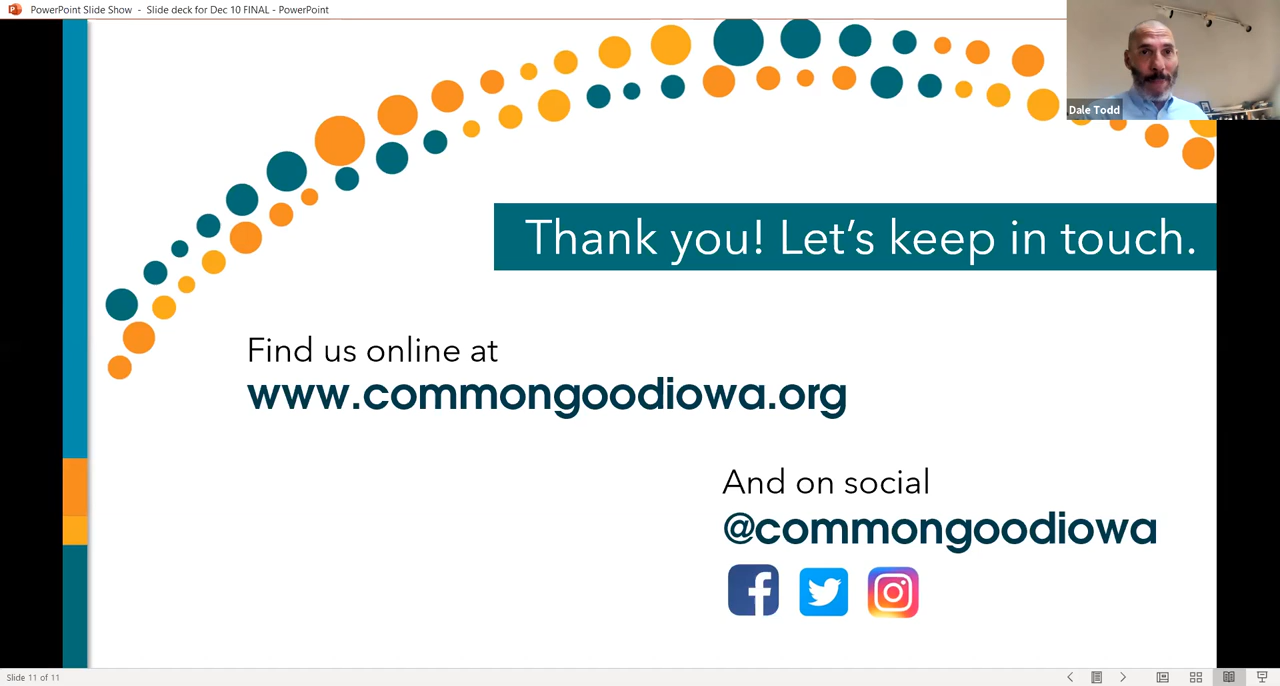 PowerPoint Slide Show - Slide deck for Dec 10 FINAL - PowerPoint
Dale Todd
Thank you! Let's keep in touch.
Find us online at
www.commongoodiowa.org
And on social
@commongoodiowa
Slide 11 of 11